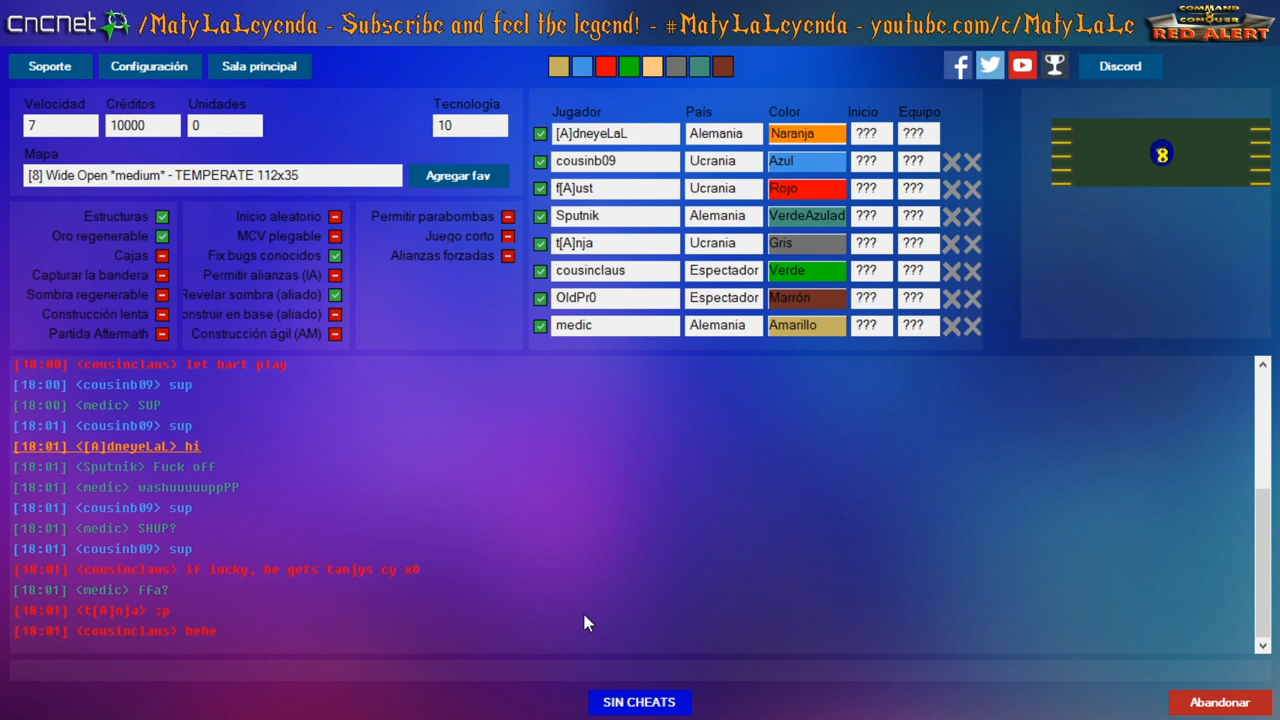 cncnet /MatyLaLeyenda - Subscribe and feel the legend! - #MatyLaLeyenda - youtube.com/c/MatyLaLe
COMMAND & CONQUER RED ALERT
Soporte Configuración Sala principal Discord
Velocidad Créditos Unidades Tecnología
7 10000 0 10
Mapa
[8] Wide Open *medium* - TEMPERATE 112x35 Agregar fav
Estructuras Inicio aleatorio Permitir parabombas
Oro regenerable MCV plegable Juego corto
Cajas Fix bugs conocidos Alianzas forzadas
Capturar la bandera Permitir alianzas (IA)
Sombra regenerable Revelar sombra (aliado)
Construcción lenta onstruir en base (aliado)
Partida Aftermath Construcción ágil (AM)
Jugador País Color Inicio Equipo
[A]dneyeLaL Alemania Naranja ??? ???
cousinb09 Ucrania Azul ??? ???
f[A]ust Ucrania Rojo ??? ???
Sputnik Alemania VerdeAzulad ??? ???
t[A]nja Ucrania Gris ??? ???
cousinclaus Espectador Verde ??? ???
OldPr0 Espectador Marrón ??? ???
medic Alemania Amarillo ??? ???
8
[18:00] <cousinclaus> let hart play
[18:00] <cousinb09> sup
[18:00] <medic> SUP
[18:01] <cousinb09> sup
[18:01] <[A]dneyeLaL> hi
[18:01] <Sputnik> Fuck off
[18:01] <medic> washuuuuuppPP
[18:01] <cousinb09> sup
[18:01] <medic> SHUP?
[18:01] <cousinb09> sup
[18:01] <cousinclaus> if lucky, he gets tanjys cy xD
[18:01] <medic> ffa?
[18:01] <t[A]nja> :p
[18:01] <cousinclaus> hehe
SIN CHEATS
Abandonar